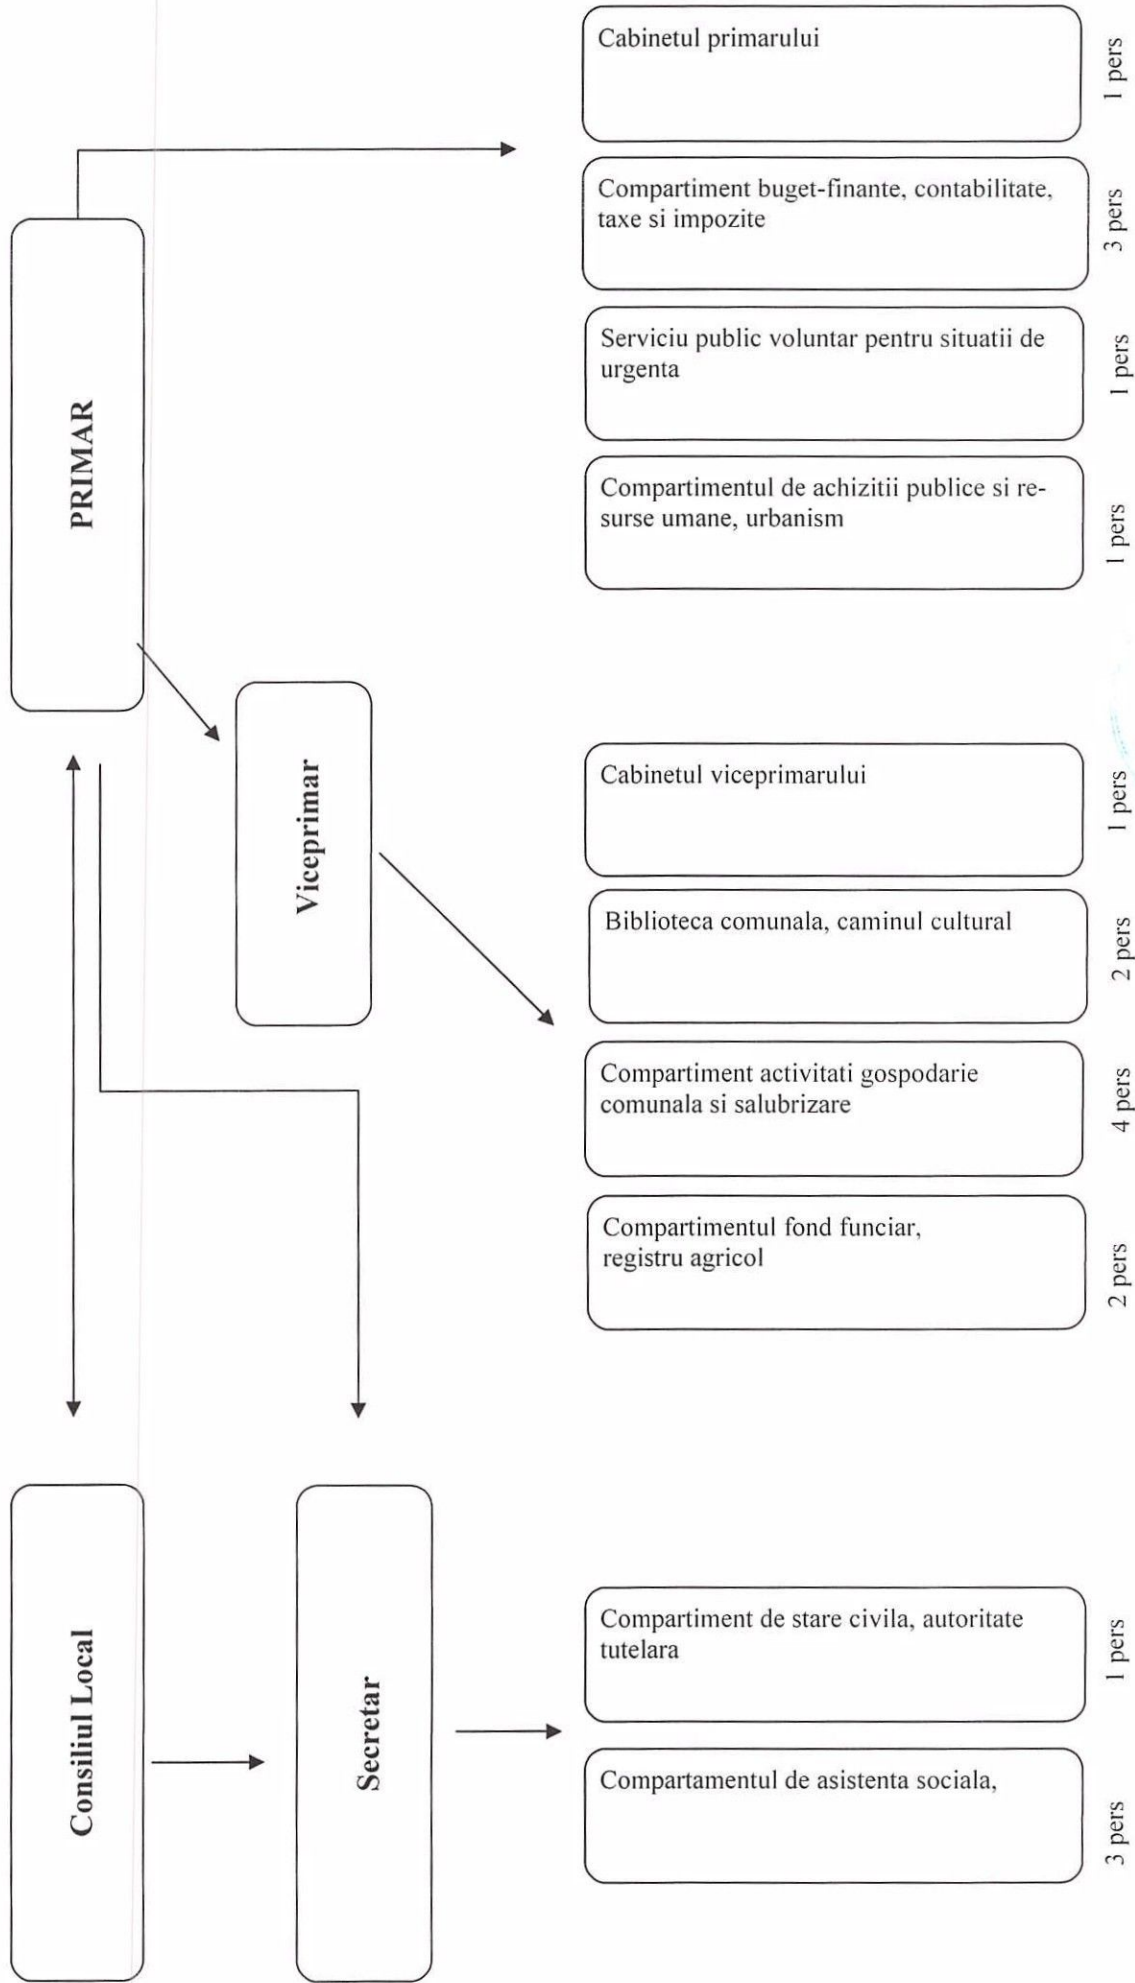 Cabinetul primarului
1 pers
Compartiment buget-finante, contabilitate,
taxe si impozite
3 pers
PRIMAR
Serviciu public voluntar pentru situatii de
urgenta
1 pers
Compartimentul de achizitii publice si re-
surse umane, urbanism
1 pers
Viceprimar
Cabinetul viceprimarului
1 pers
Biblioteca comunala, caminul cultural
2 pers
Compartiment activitati gospodarie
comunala si salubrizare
4 pers
Compartimentul fond funciar,
registru agricol
2 pers
Consiliul Local
Secretar
Compartiment de stare civila, autoritate
tutelara
1 pers
Compartamentul de asistenta sociala,
3 pers